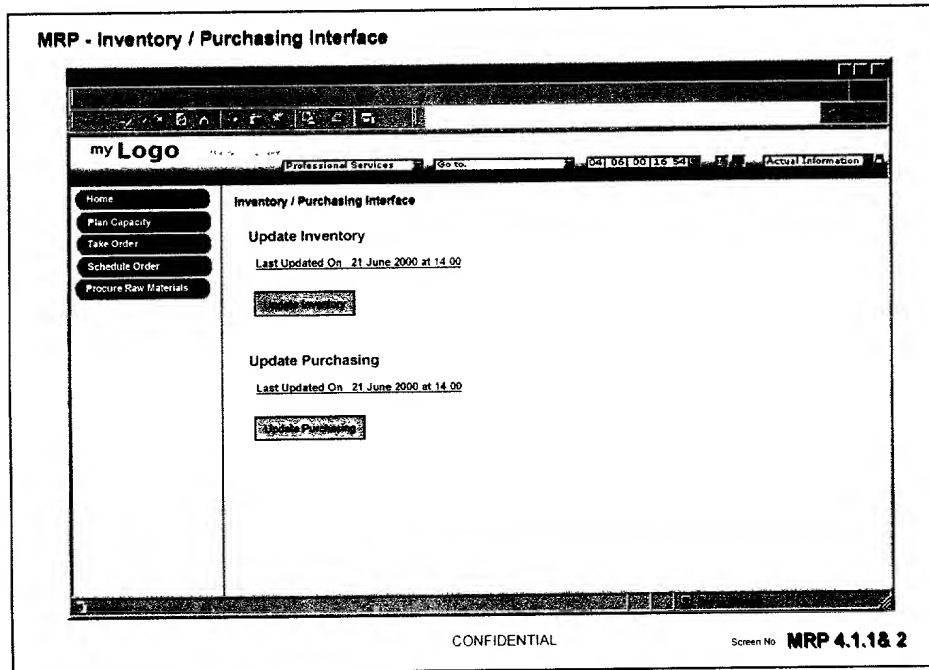 MRP - Inventory / Purchasing Interface
my Logo
Professional Services
Go to.
04| 06| 00|16 54
Actual Information
Home
Plan Capacity
Take Order
Schedule Order
Procure Raw Materials
Inventory / Purchasing Interface
Update Inventory
Last Updated On 21 June 2000 at 14 00
Update Inventory
Update Purchasing
Last Updated On 21 June 2000 at 14 00
Update Purchasing
CONFIDENTIAL
Screen No MRP 4.1.1& 2